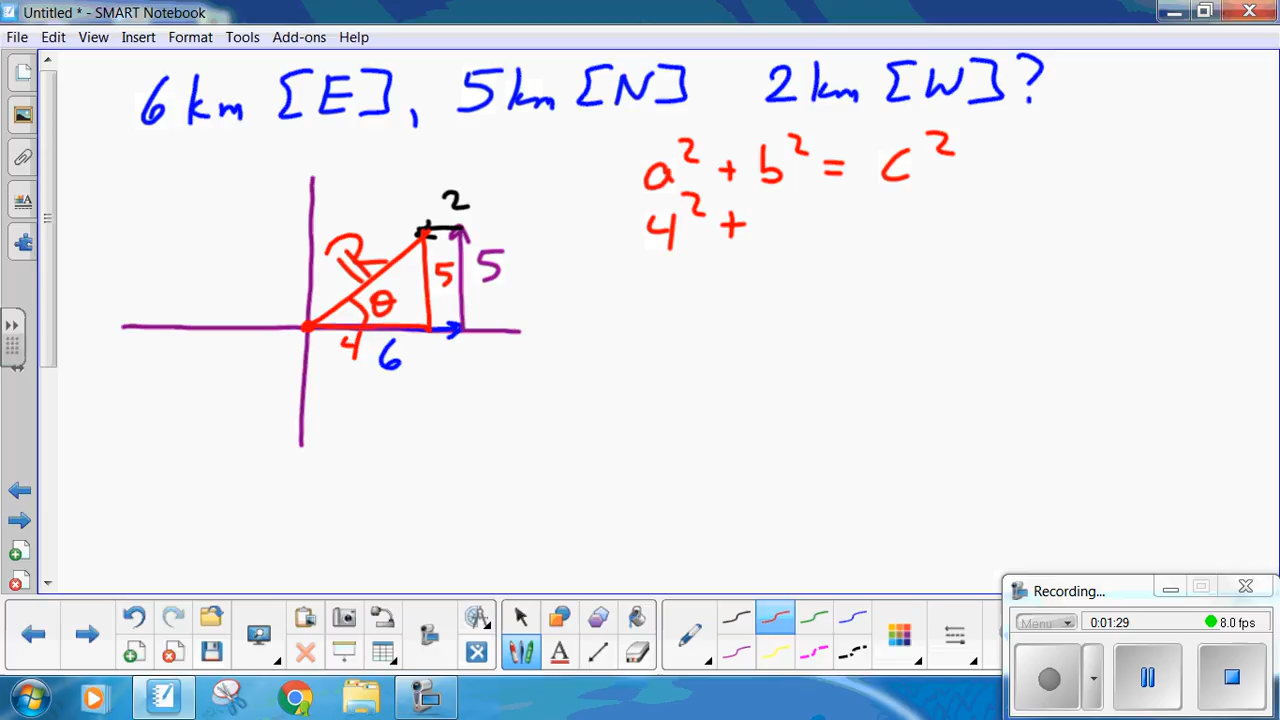 Untitled * - SMART Notebook
File Edit View Insert Format Tools Add-ons Help
6 km [E], 5 km [N] 2 km [W]?
a² + b² = c²
4² +
2
R
5
5
θ
4
6
Recording...
Menu
0:01:29
8.0 fps
A